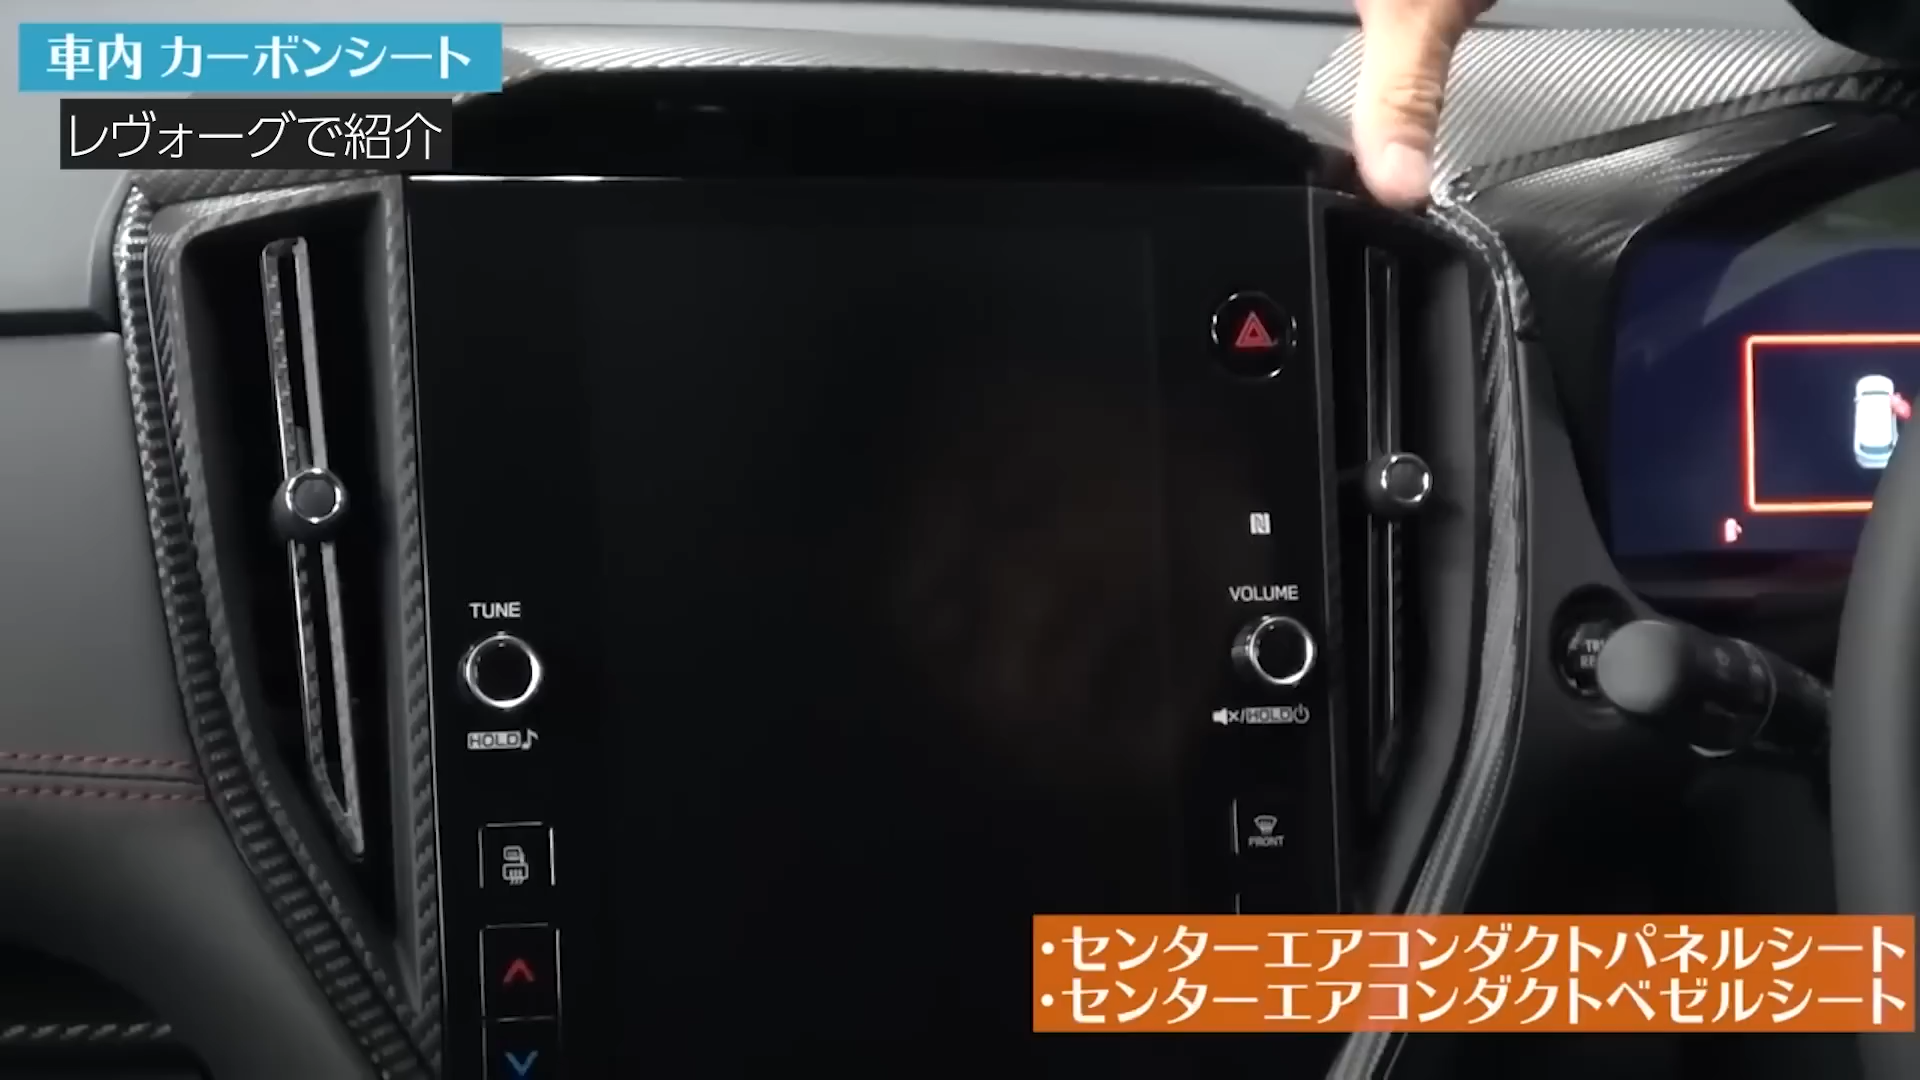 車内 カーボンシート
レヴォーグで紹介
TUNE
HOLD
VOLUME
HOLD
FRONT
・センターエアコンダクトパネルシート
・センターエアコンダクトベゼルシート